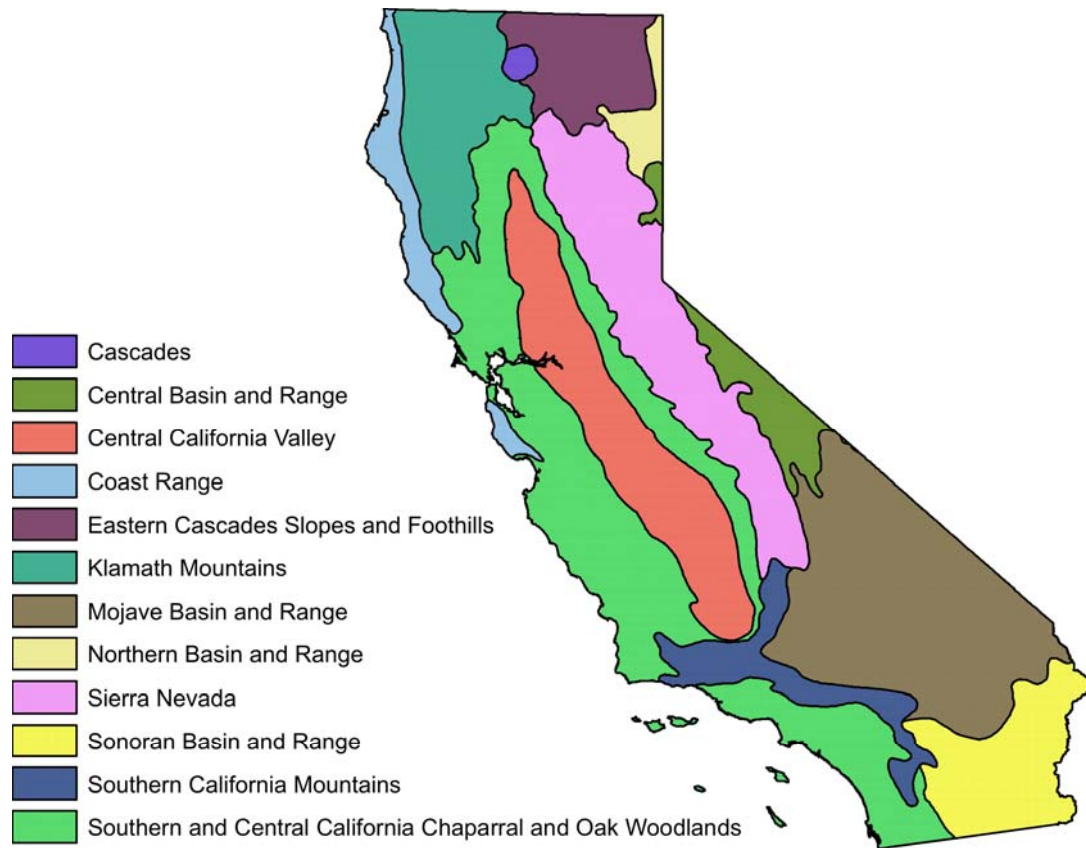 Cascades
Central Basin and Range
Central California Valley
Coast Range
Eastern Cascades Slopes and Foothills
Klamath Mountains
Mojave Basin and Range
Northern Basin and Range
Sierra Nevada
Sonoran Basin and Range
Southern California Mountains
Southern and Central California Chaparral and Oak Woodlands